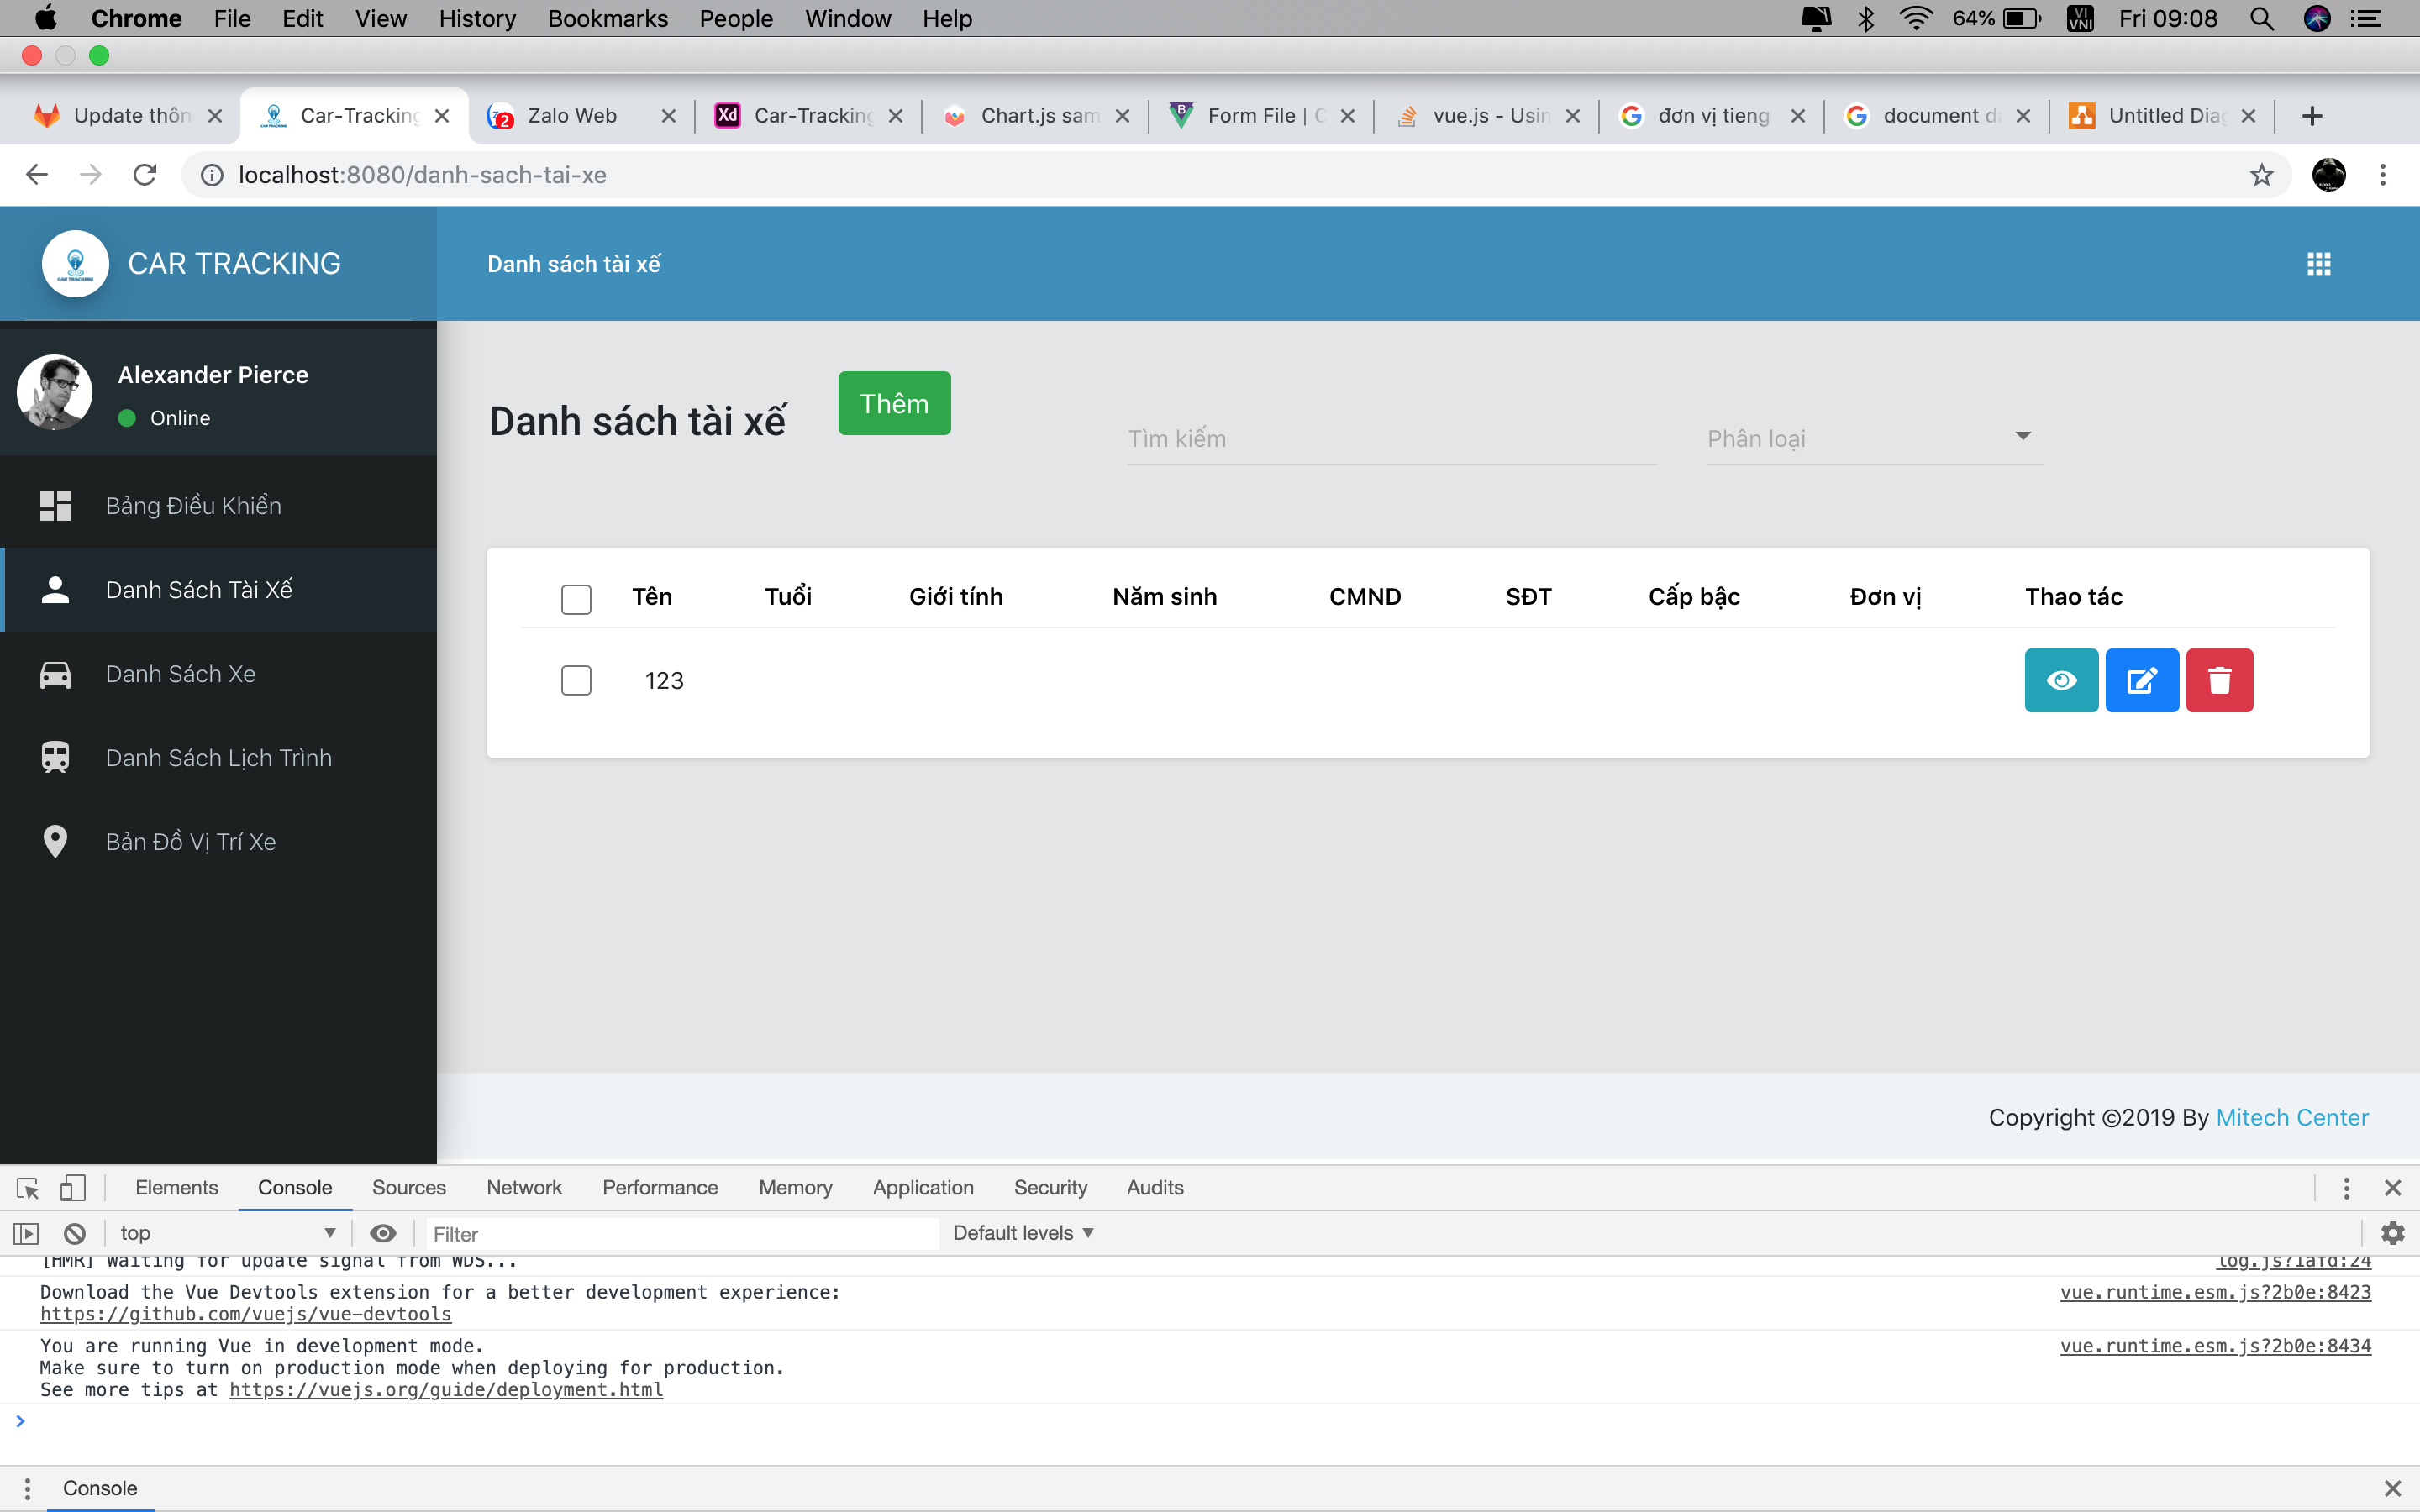 Chrome File Edit View History Bookmarks People Window Help 64% VI VNI Fri 09:08
Update thôn Car-Tracking 2 Zalo Web Xd Car-Tracking Chart.js sam B Form File | vue.js - Usin đơn vị tieng document d Untitled Dia
localhost:8080/danh-sach-tai-xe
CAR TRACKING
CAR TRACKING
Danh sách tài xế
Alexander Pierce
Online
Bảng Điều Khiển
Danh Sách Tài Xế
Danh Sách Xe
Danh Sách Lịch Trình
Bản Đồ Vị Trí Xe
Danh sách tài xế
Thêm
Tìm kiếm
Phân loại
Tên Tuổi Giới tính Năm sinh CMND SĐT Cấp bậc Đơn vị Thao tác
123
Copyright ©2019 By Mitech Center
Elements Console Sources Network Performance Memory Application Security Audits
top Filter Default levels
[HMR] Waiting for update signal from WDS... log.js?1afd:24
Download the Vue Devtools extension for a better development experience: vue.runtime.esm.js?2b0e:8423
https://github.com/vuejs/vue-devtools
You are running Vue in development mode. vue.runtime.esm.js?2b0e:8434
Make sure to turn on production mode when deploying for production.
See more tips at https://vuejs.org/guide/deployment.html
Console